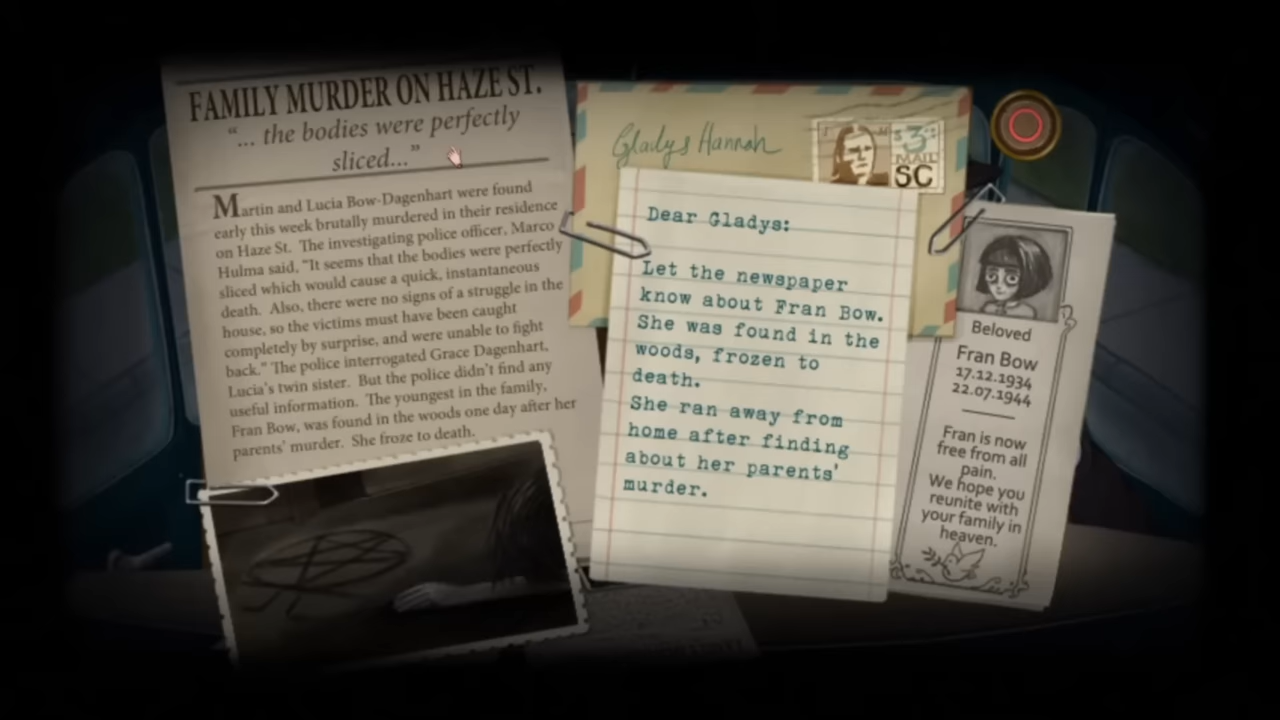 FAMILY MURDER ON HAZE ST.
“... the bodies were perfectly
sliced...”
Martin and Lucia Bow-Dagenhart were found
early this week brutally murdered in their residence
on Haze St. The investigating police officer, Marco
Hulma said, “It seems that the bodies were perfectly
sliced which would cause a quick, instantaneous
death. Also, there were no signs of a struggle in the
house, so the victims must have been caught
completely by surprise, and were unable to fight
back.” The police interrogated Grace Dagenhart,
Lucia's twin sister. But the police didn't find any
useful information. The youngest in the family,
Fran Bow, was found in the woods one day after her
parents' murder. She froze to death.
Gladys Hannah
3
MAIL
SC
Dear Gladys:
Let the newspaper
know about Fran Bow.
She was found in the
woods, frozen to
death.
She ran away from
home after finding
about her parents'
murder.
Beloved
Fran Bow
17.12.1934
22.07.1944
Fran is now
free from all
pain.
We hope you
reunite with
your family in
heaven.